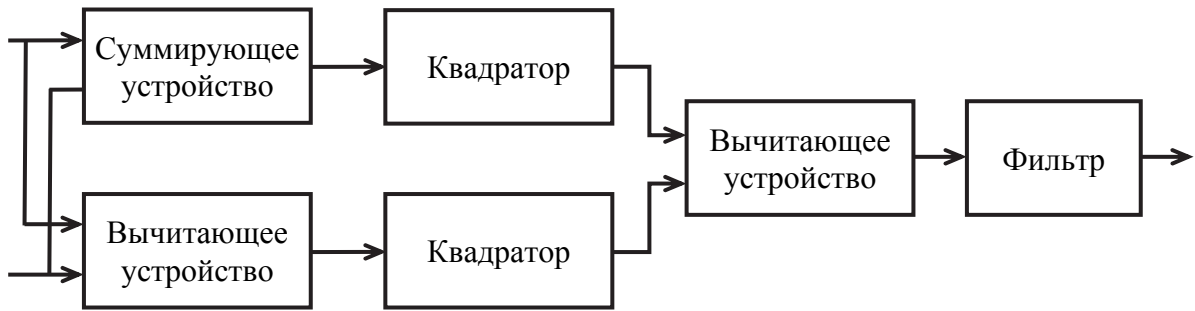 Суммирующее
устройство
Квадратор
Вычитающее
устройство
Фильтр
Вычитающее
устройство
Квадратор